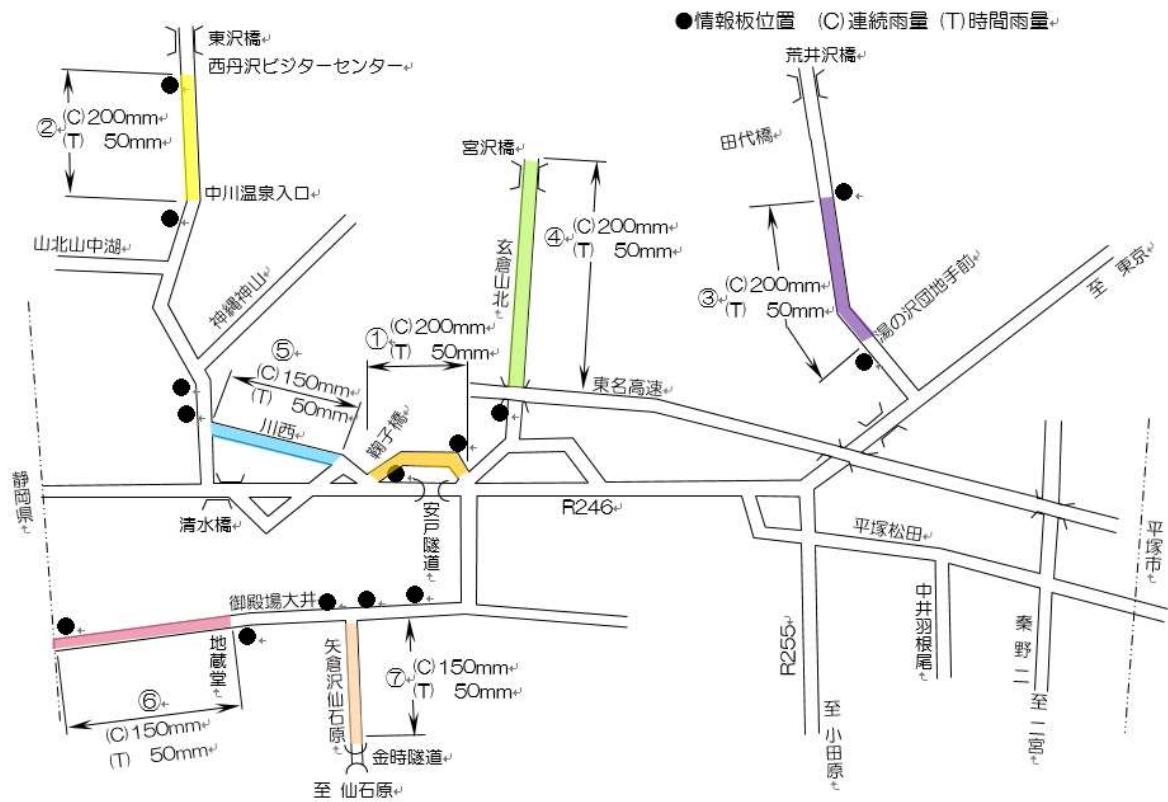 ●情報板位置 (C)連続雨量 (T)時間雨量
東沢橋
西丹沢ビジターセンター
②
(C)200mm
(T) 50mm
中川温泉入口
山北山中湖
神縄神山
荒井沢橋
田代橋
宮沢橋
④
(C)200mm
(T) 50mm
玄倉山北
③
(C)200mm
(T) 50mm
湯の沢団地手前
至 東京
①
(C)200mm
(T) 50mm
⑤
(C)150mm
(T) 50mm
東名高速
川西
鞠子橋
静岡県
清水橋
安戸隧道
R246
平塚松田
平塚市
御殿場大井
地蔵堂
矢倉沢仙石原
⑦
(C)150mm
(T) 50mm
R255
中井羽根尾
秦野二
至 二宮
至 小田原
⑥
(C)150mm
(T) 50mm
金時隧道
至 仙石原